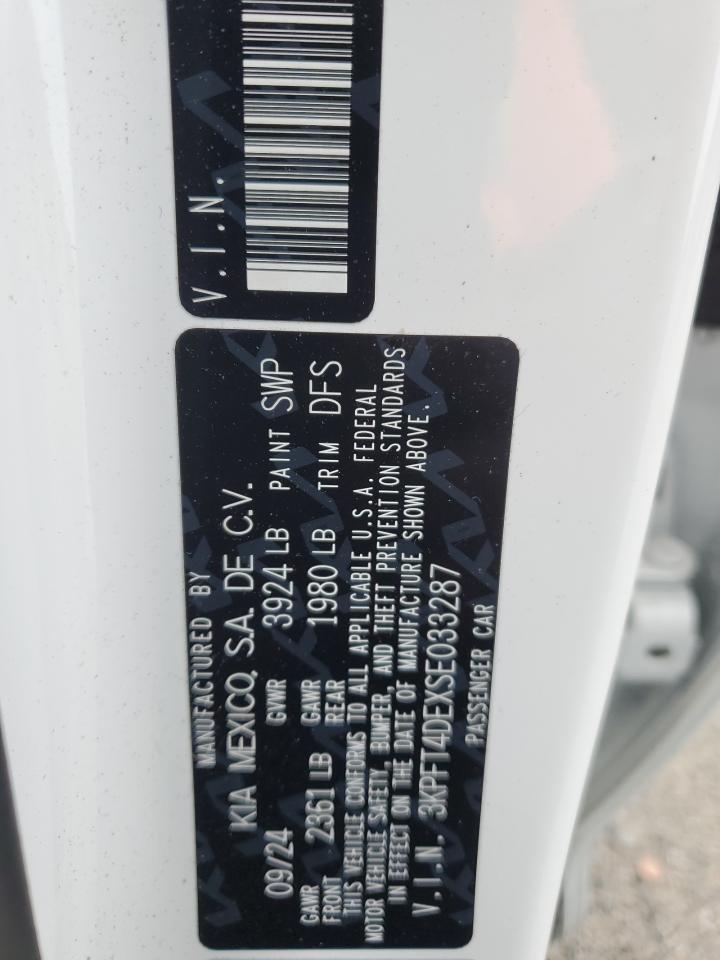 V.I.N.
MANUFACTURED BY
KIA MEXICO, S.A. DE C.V.
09/24 GVWR 3924 LB PAINT SWP
GAWR FRONT 2361 LB GAWR REAR 1980 LB TRIM DFS
THIS VEHICLE CONFORMS TO ALL APPLICABLE U.S.A. FEDERAL
MOTOR VEHICLE SAFETY, BUMPER, AND THEFT PREVENTION STANDARDS
IN EFFECT ON THE DATE OF MANUFACTURE SHOWN ABOVE.
V.I.N. 3KPFT4DEXSE033287
PASSENGER CAR